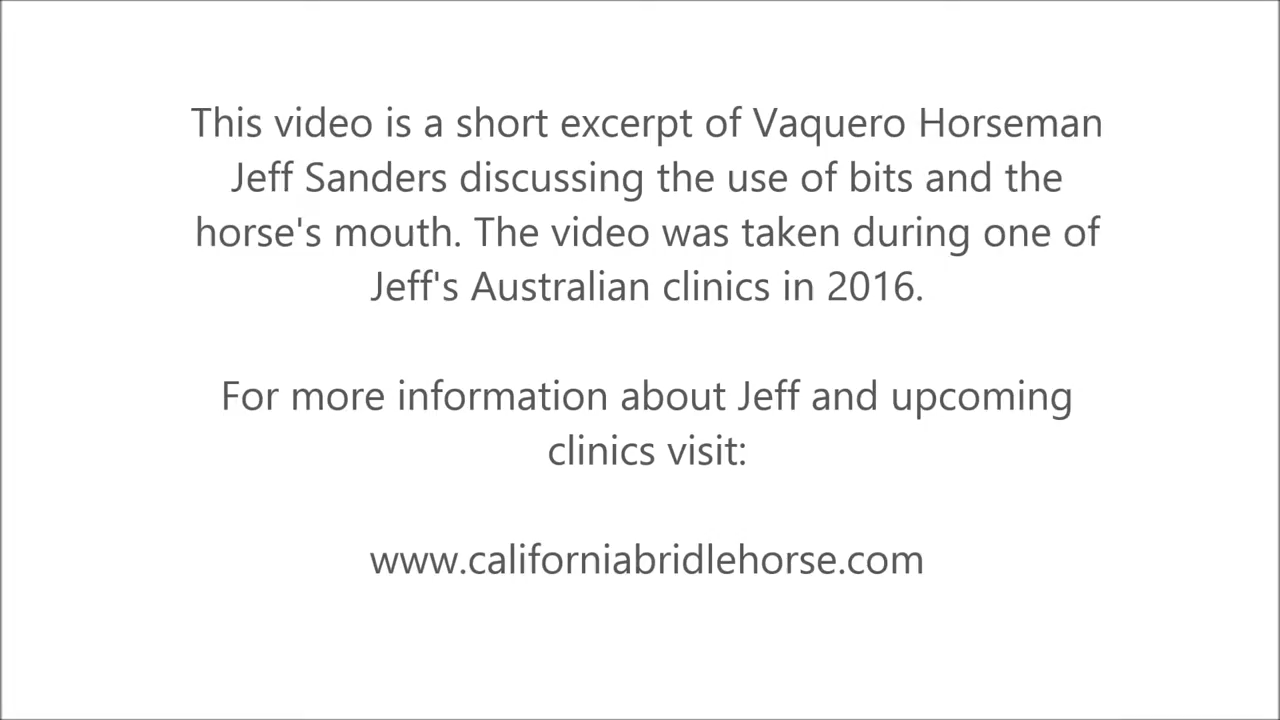 This video is a short excerpt of Vaquero Horseman
Jeff Sanders discussing the use of bits and the
horse's mouth. The video was taken during one of
Jeff's Australian clinics in 2016.
For more information about Jeff and upcoming
clinics visit:
www.californiabridlehorse.com